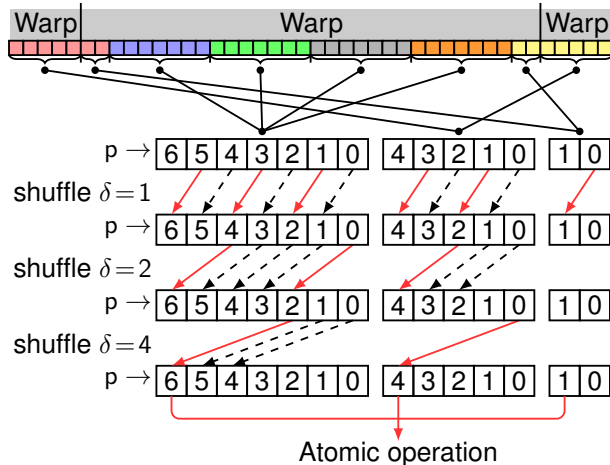 Warp Warp Warp
p → 6 5 4 3 2 1 0 4 3 2 1 0 1 0
shuffle δ=1
p → 6 5 4 3 2 1 0 4 3 2 1 0 1 0
shuffle δ=2
p → 6 5 4 3 2 1 0 4 3 2 1 0 1 0
shuffle δ=4
p → 6 5 4 3 2 1 0 4 3 2 1 0 1 0
Atomic operation